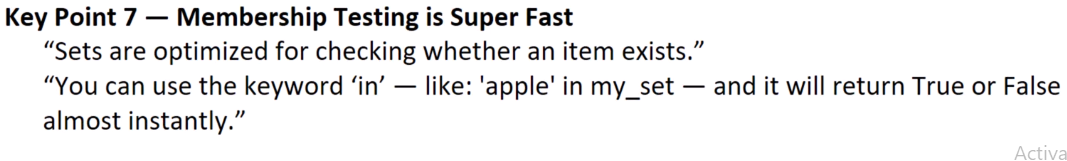 Key Point 7 — Membership Testing is Super Fast
“Sets are optimized for checking whether an item exists.”
“You can use the keyword ‘in’ — like: 'apple' in my_set — and it will return True or False
almost instantly.”
Activa